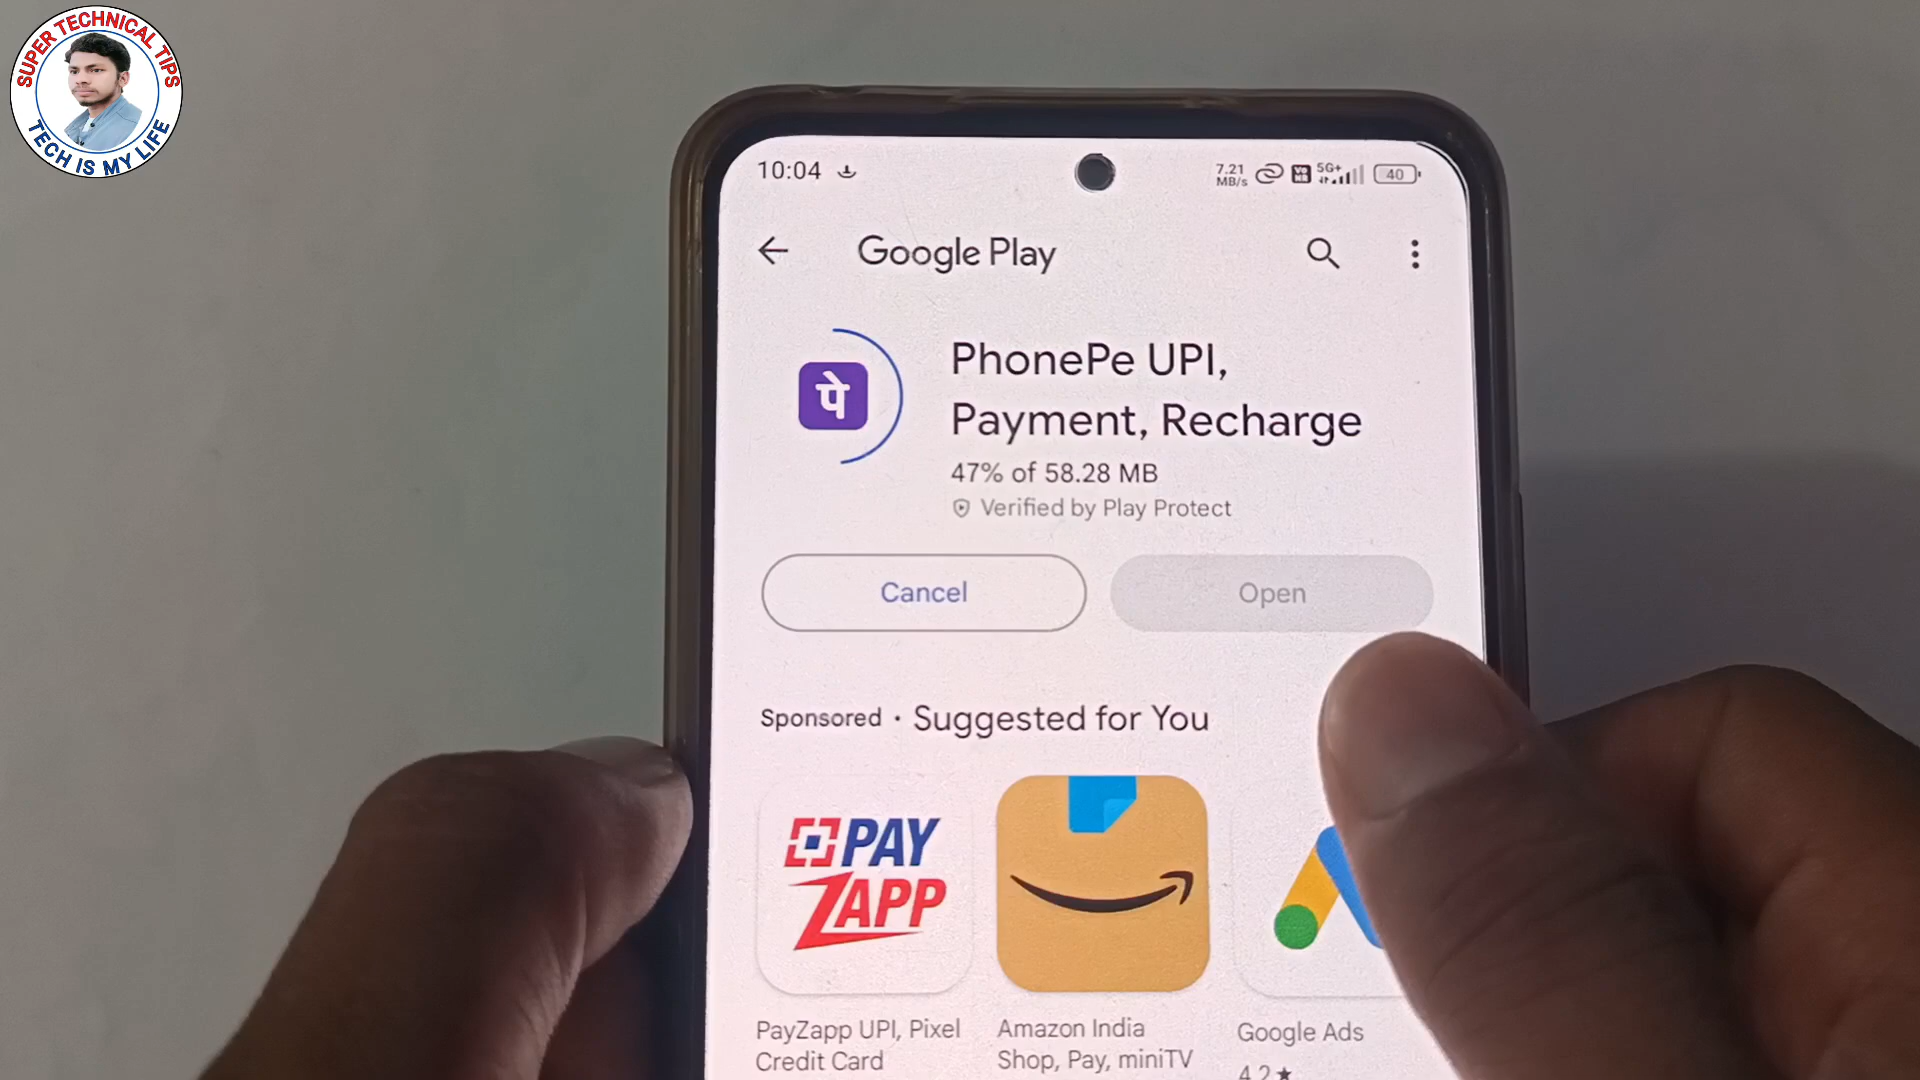 SUPER TECHNICAL TIPS
TECH IS MY LIFE
10:04
7.21
MB/s
5G+
40
Google Play
पे
PhonePe UPI,
Payment, Recharge
47% of 58.28 MB
Verified by Play Protect
Cancel
Open
Sponsored · Suggested for You
PAY
ZAPP
PayZapp UPI, Pixel
Credit Card
Amazon India
Shop, Pay, miniTV
Google Ads
4.2★